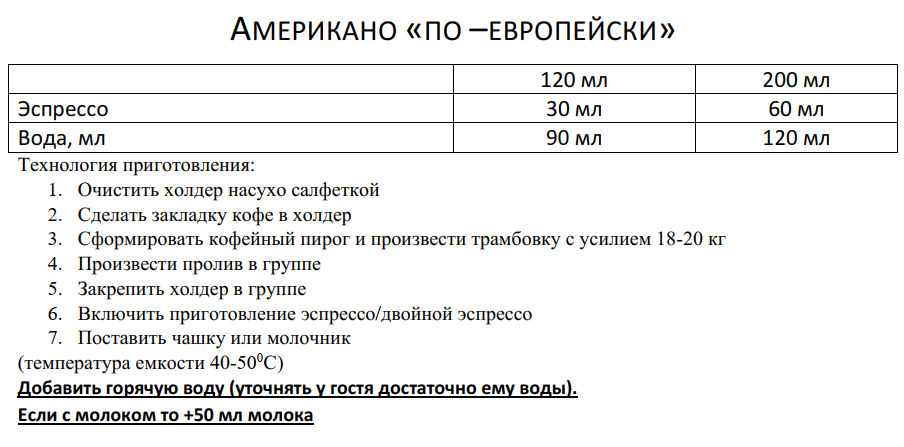 АМЕРИКАНО «ПО –ЕВРОПЕЙСКИ»
120 мл 200 мл
Эспрессо 30 мл 60 мл
Вода, мл 90 мл 120 мл
Технология приготовления:
1. Очистить холдер насухо салфеткой
2. Сделать закладку кофе в холдер
3. Сформировать кофейный пирог и произвести трамбовку с усилием 18-20 кг
4. Произвести пролив в группе
5. Закрепить холдер в группе
6. Включить приготовление эспрессо/двойной эспрессо
7. Поставить чашку или молочник
(температура емкости 40-50⁰С)
Добавить горячую воду (уточнять у гостя достаточно ему воды).
Если с молоком то +50 мл молока